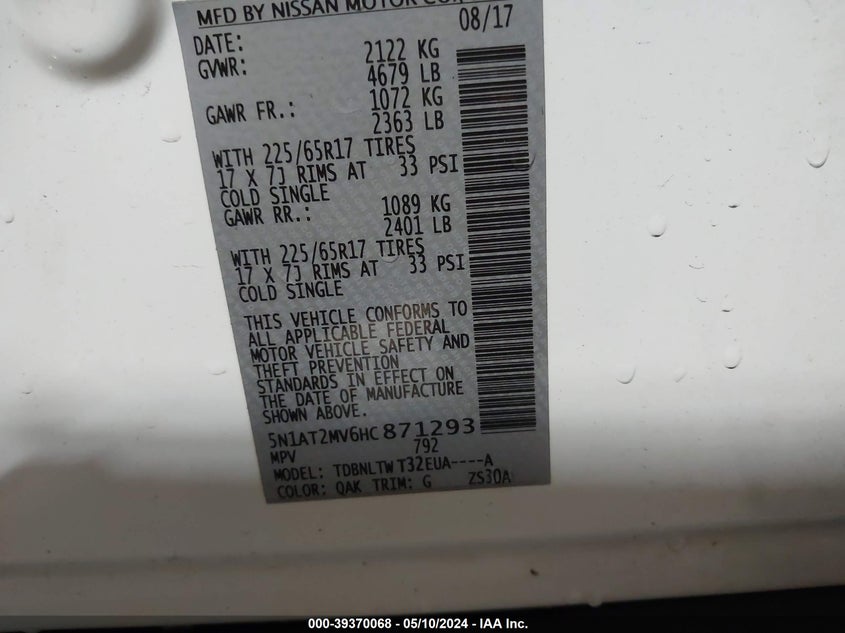 MFD BY NISSAN MOTOR CO
DATE: 08/17
GVWR: 2122 KG
4679 LB
GAWR FR.: 1072 KG
2363 LB
WITH 225/65R17 TIRES
17 X 7J RIMS AT 33 PSI
COLD SINGLE
GAWR RR.: 1089 KG
2401 LB
WITH 225/65R17 TIRES
17 X 7J RIMS AT 33 PSI
COLD SINGLE
THIS VEHICLE CONFORMS TO
ALL APPLICABLE FEDERAL
MOTOR VEHICLE SAFETY AND
THEFT PREVENTION
STANDARDS IN EFFECT ON
THE DATE OF MANUFACTURE
SHOWN ABOVE.
5N1AT2MV6HC871293
MPV 792
MODEL: TDBNLTWT32EUA----A
COLOR: QAK TRIM: G ZS30A
000-39370068 - 05/10/2024 - IAA Inc.